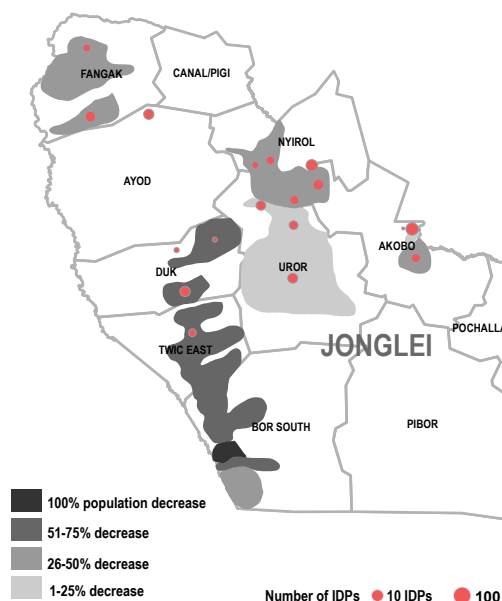 FANGAK
CANAL/PIGI
NYIROL
AYOD
AKOBO
DUK
UROR
POCHALLA
JONGLEI
TWIC EAST
BOR SOUTH
PIBOR
100% population decrease
51-75% decrease
26-50% decrease
1-25% decrease
Number of IDPs 10 IDPs 100